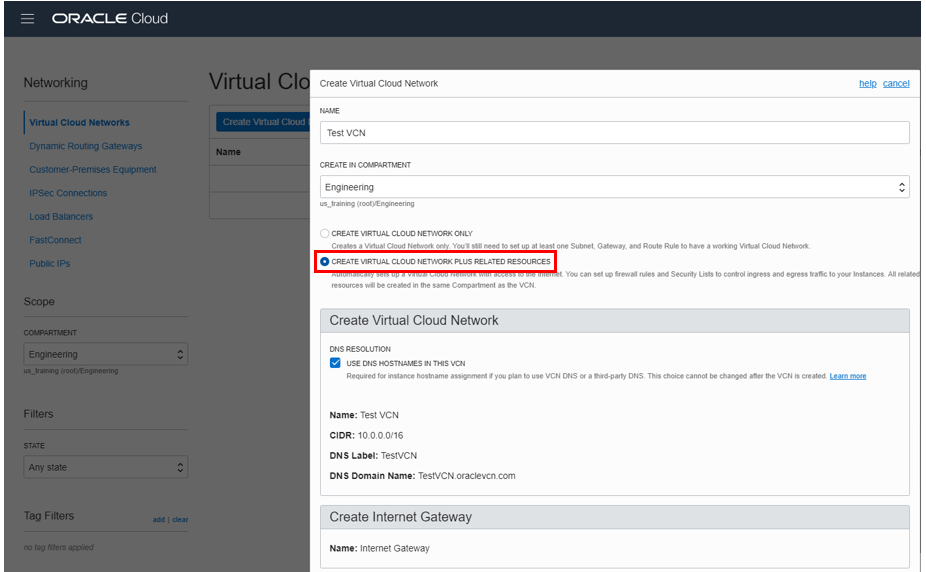 ORACLE Cloud
Networking
Virtual Cloud Networks
Dynamic Routing Gateways
Customer-Premises Equipment
IPSec Connections
Load Balancers
FastConnect
Public IPs
Scope
COMPARTMENT
Engineering
us_training (root)/Engineering
Filters
STATE
Any state
Tag Filters
add | clear
no tag filters applied
Virtual Clo
Create Virtual Cloud
Name
Create Virtual Cloud Network
help
cancel
NAME
Test VCN
CREATE IN COMPARTMENT
Engineering
us_training (root)/Engineering
CREATE VIRTUAL CLOUD NETWORK ONLY
Creates a Virtual Cloud Network only. You'll still need to set up at least one Subnet, Gateway, and Route Rule to have a working Virtual Cloud Network.
CREATE VIRTUAL CLOUD NETWORK PLUS RELATED RESOURCES
Automatically sets up a Virtual Cloud Network with access to the Internet. You can set up firewall rules and Security Lists to control ingress and egress traffic to your Instances. All related
resources will be created in the same Compartment as the VCN.
Create Virtual Cloud Network
DNS RESOLUTION
USE DNS HOSTNAMES IN THIS VCN
Required for instance hostname assignment if you plan to use VCN DNS or a third-party DNS. This choice cannot be changed after the VCN is created. Learn more
Name: Test VCN
CIDR: 10.0.0.0/16
DNS Label: TestVCN
DNS Domain Name: TestVCN.oraclevcn.com
Create Internet Gateway
Name: Internet Gateway